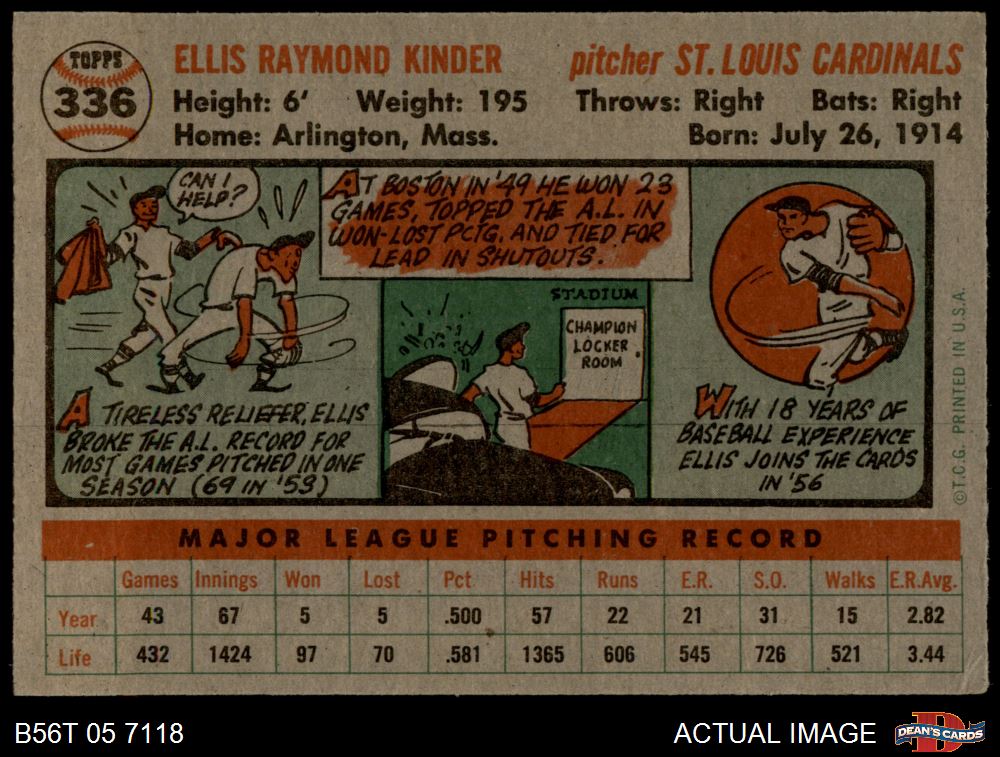 TOPPS
336
ELLIS RAYMOND KINDER pitcher ST. LOUIS CARDINALS
Height: 6' Weight: 195 Throws: Right Bats: Right
Home: Arlington, Mass. Born: July 26, 1914
CAN I
HELP?
A TIRELESS RELIEFER, ELLIS
BROKE THE A.L. RECORD FOR
MOST GAMES PITCHED IN ONE
SEASON (69 IN '53)
AT BOSTON IN '49 HE WON 23
GAMES, TOPPED THE A.L. IN
WON-LOST PCTG. AND TIED FOR
LEAD IN SHUTOUTS.
STADIUM
CHAMPION
LOCKER
ROOM
WITH 18 YEARS OF
BASEBALL EXPERIENCE
ELLIS JOINS THE CARDS
IN '56
©T.C.G. PRINTED IN U.S.A.
MAJOR LEAGUE PITCHING RECORD
Games Innings Won Lost Pct Hits Runs E.R. S.O. Walks E.R.Avg.
Year 43 67 5 5 .500 57 22 21 31 15 2.82
Life 432 1424 97 70 .581 1365 606 545 726 521 3.44
B56T 05 7118 ACTUAL IMAGE
D
DEAN'S CARDS